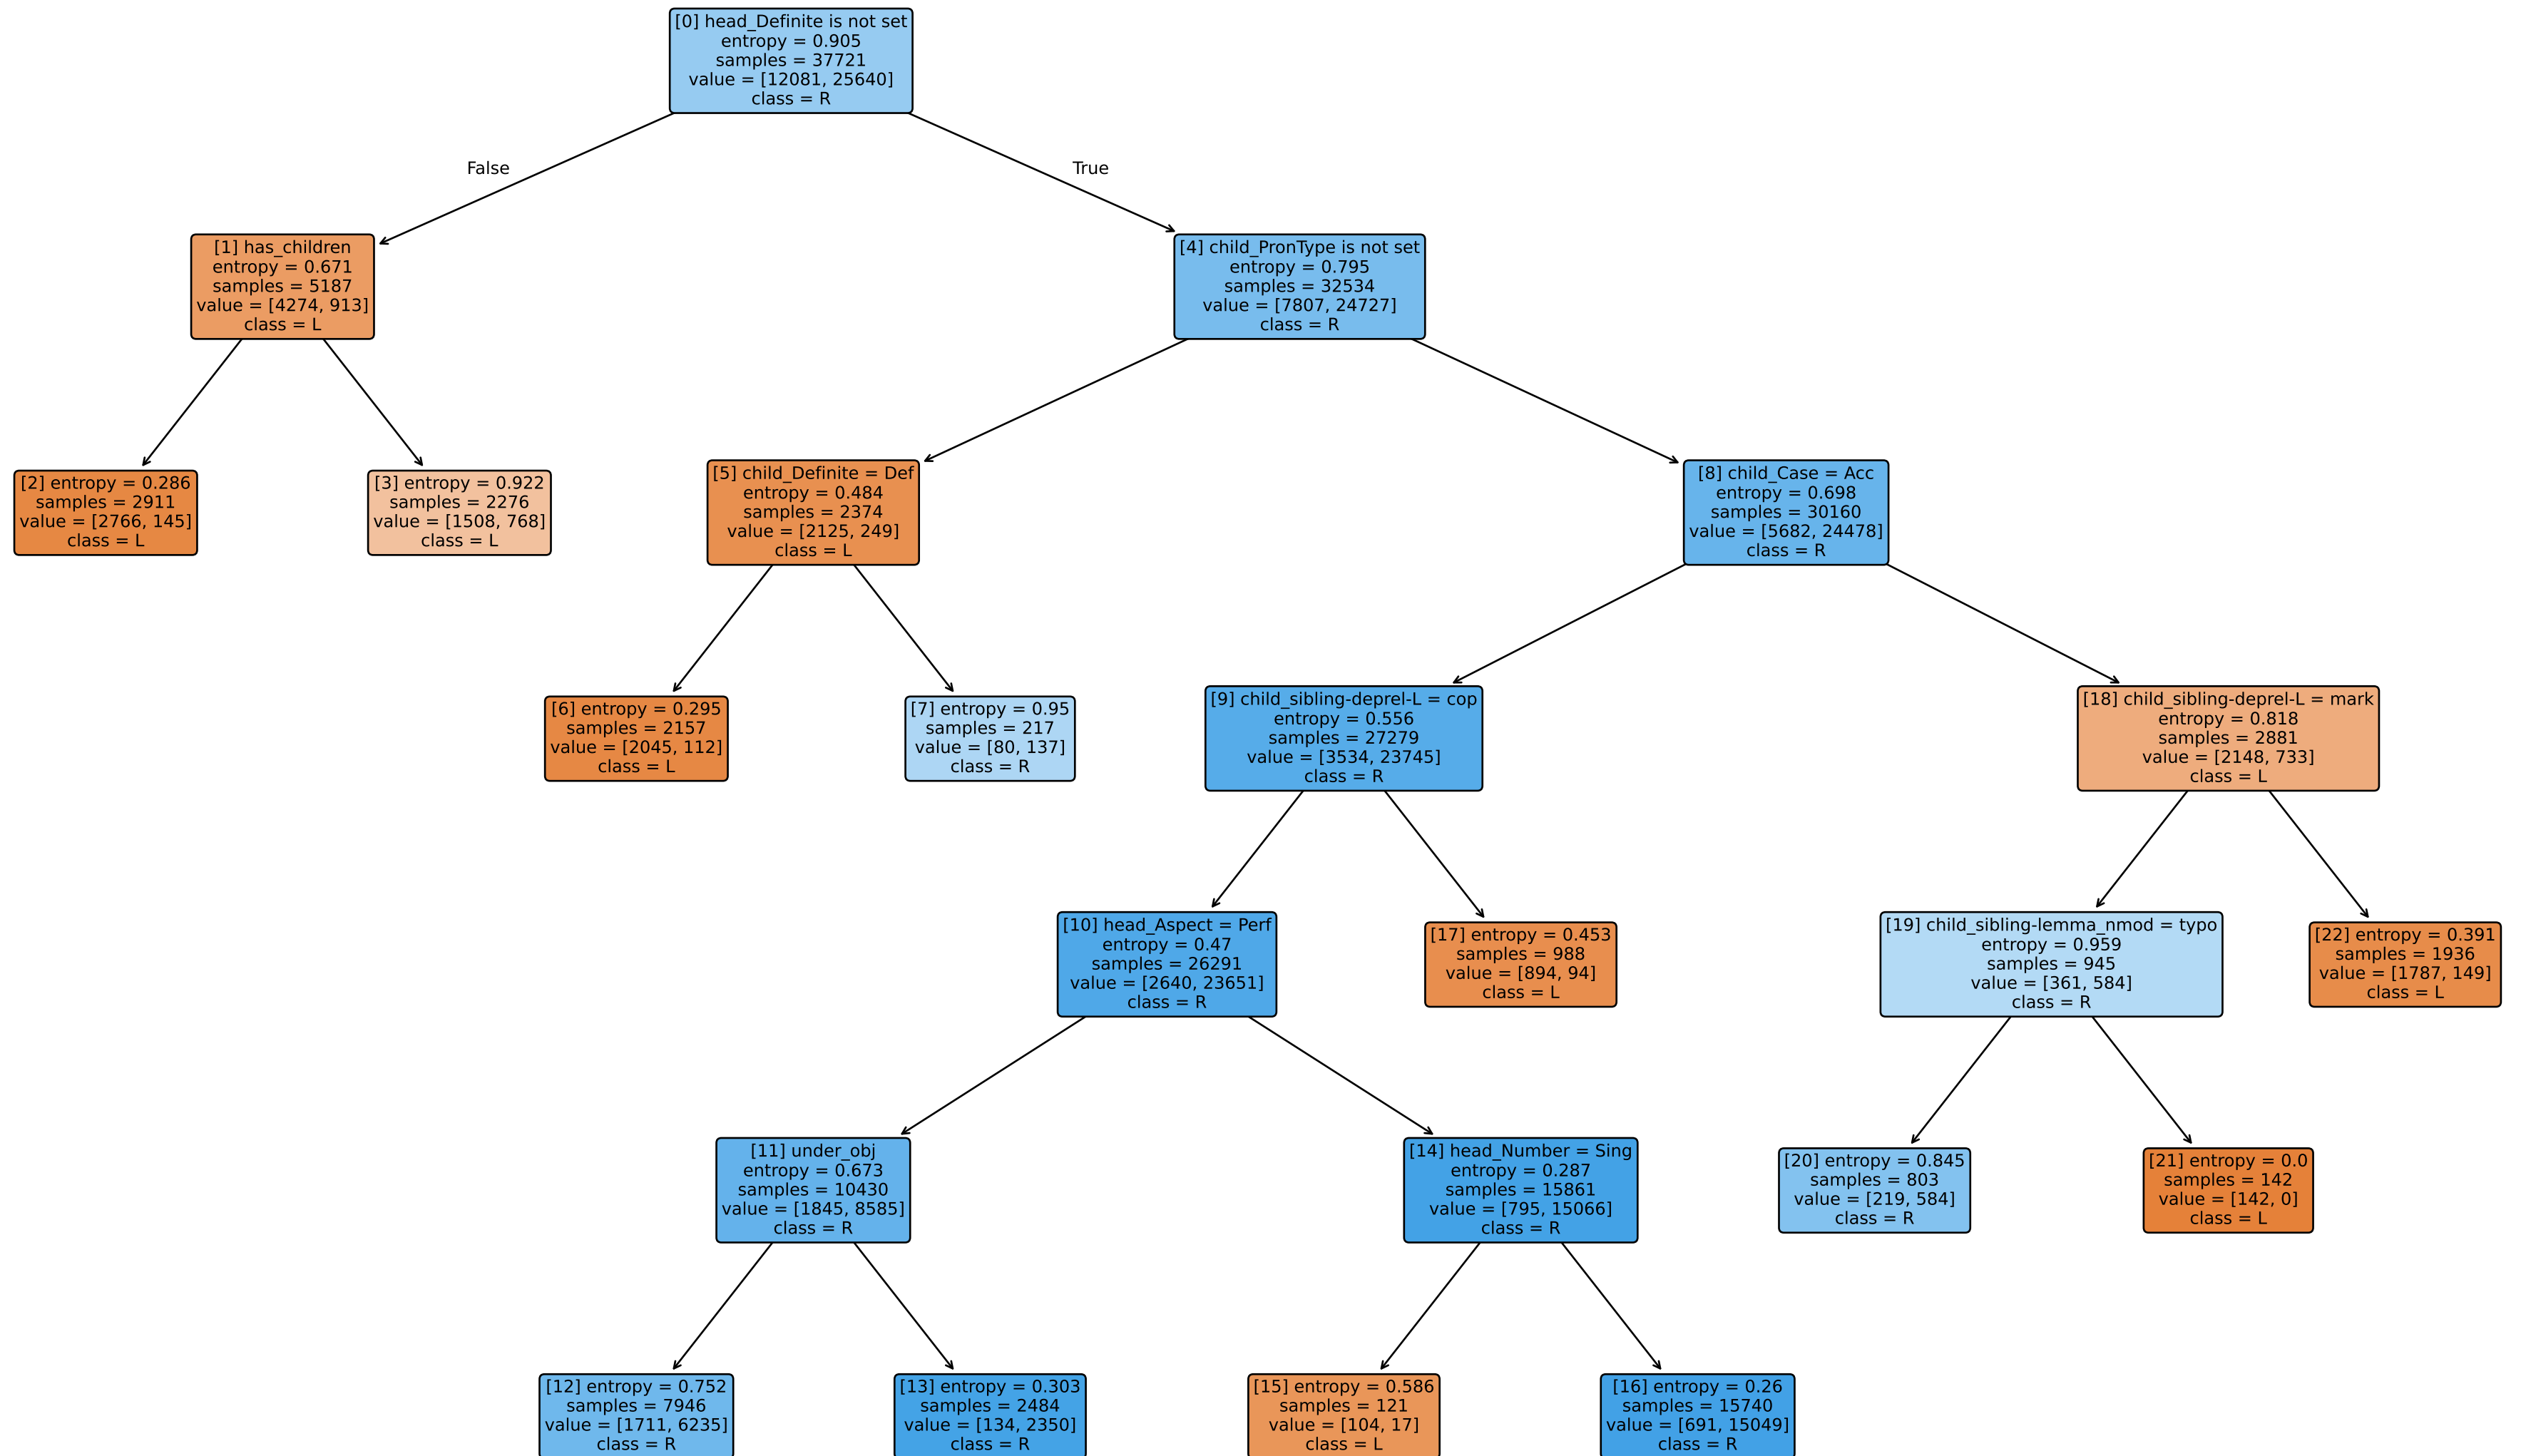 [0] head_Definite is not set
entropy = 0.905
samples = 37721
value = [12081, 25640]
class = R
False
True
[1] has_children
entropy = 0.671
samples = 5187
value = [4274, 913]
class = L
[4] child_PronType is not set
entropy = 0.795
samples = 32534
value = [7807, 24727]
class = R
[2] entropy = 0.286
samples = 2911
value = [2766, 145]
class = L
[3] entropy = 0.922
samples = 2276
value = [1508, 768]
class = L
[5] child_Definite = Def
entropy = 0.484
samples = 2374
value = [2125, 249]
class = L
[8] child_Case = Acc
entropy = 0.698
samples = 30160
value = [5682, 24478]
class = R
[6] entropy = 0.295
samples = 2157
value = [2045, 112]
class = L
[7] entropy = 0.95
samples = 217
value = [80, 137]
class = R
[9] child_sibling-deprel-L = cop
entropy = 0.556
samples = 27279
value = [3534, 23745]
class = R
[18] child_sibling-deprel-L = mark
entropy = 0.818
samples = 2881
value = [2148, 733]
class = L
[10] head_Aspect = Perf
entropy = 0.47
samples = 26291
value = [2640, 23651]
class = R
[17] entropy = 0.453
samples = 988
value = [894, 94]
class = L
[19] child_sibling-lemma_nmod = typo
entropy = 0.959
samples = 945
value = [361, 584]
class = R
[22] entropy = 0.391
samples = 1936
value = [1787, 149]
class = L
[11] under_obj
entropy = 0.673
samples = 10430
value = [1845, 8585]
class = R
[14] head_Number = Sing
entropy = 0.287
samples = 15861
value = [795, 15066]
class = R
[20] entropy = 0.845
samples = 803
value = [219, 584]
class = R
[21] entropy = 0.0
samples = 142
value = [142, 0]
class = L
[12] entropy = 0.752
samples = 7946
value = [1711, 6235]
class = R
[13] entropy = 0.303
samples = 2484
value = [134, 2350]
class = R
[15] entropy = 0.586
samples = 121
value = [104, 17]
class = L
[16] entropy = 0.26
samples = 15740
value = [691, 15049]
class = R